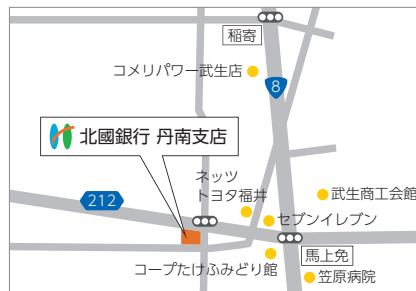 稲寄
コメリパワー武生店
8
北國銀行 丹南支店
ネッツ
トヨタ福井
212
武生商工会館
セブンイレブン
馬上免
コープたけふみどり館
笠原病院